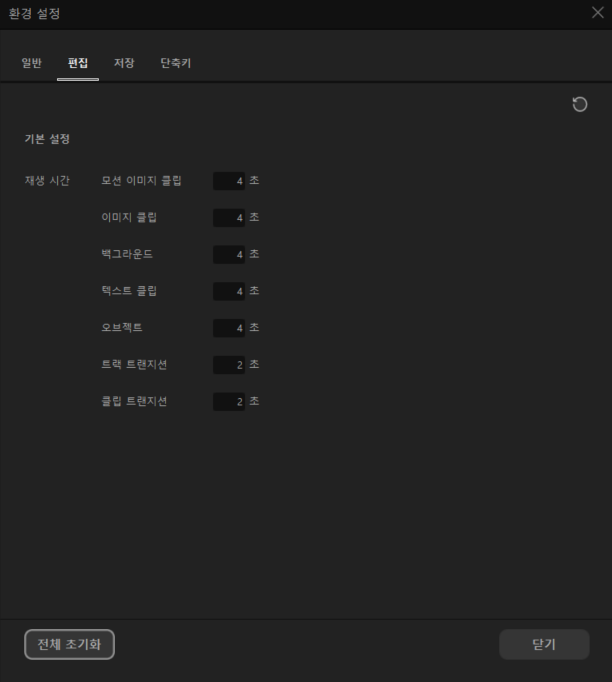 환경 설정
일반 편집 저장 단축키
기본 설정
재생 시간 모션 이미지 클립 4 초
이미지 클립 4 초
백그라운드 4 초
텍스트 클립 4 초
오브젝트 4 초
트랙 트랜지션 2 초
클립 트랜지션 2 초
전체 초기화 닫기